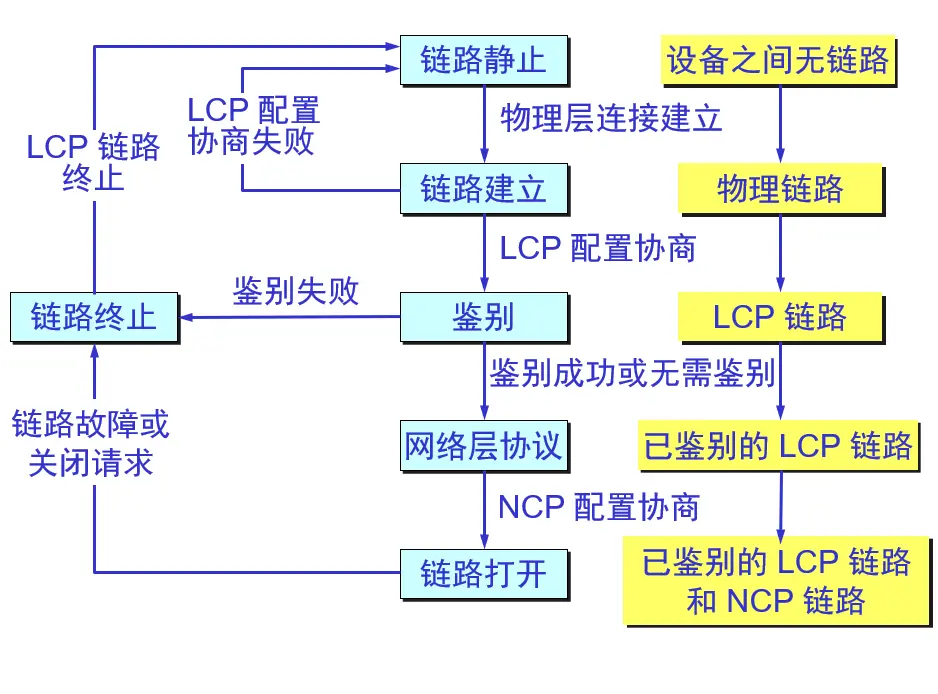 链路静止
设备之间无链路
LCP 配置
协商失败
物理层连接建立
LCP 链路
终止
链路建立
物理链路
LCP 配置协商
鉴别失败
链路终止
鉴别
LCP 链路
鉴别成功或无需鉴别
链路故障或
关闭请求
网络层协议
已鉴别的 LCP 链路
NCP 配置协商
链路打开
已鉴别的 LCP 链路
和 NCP 链路